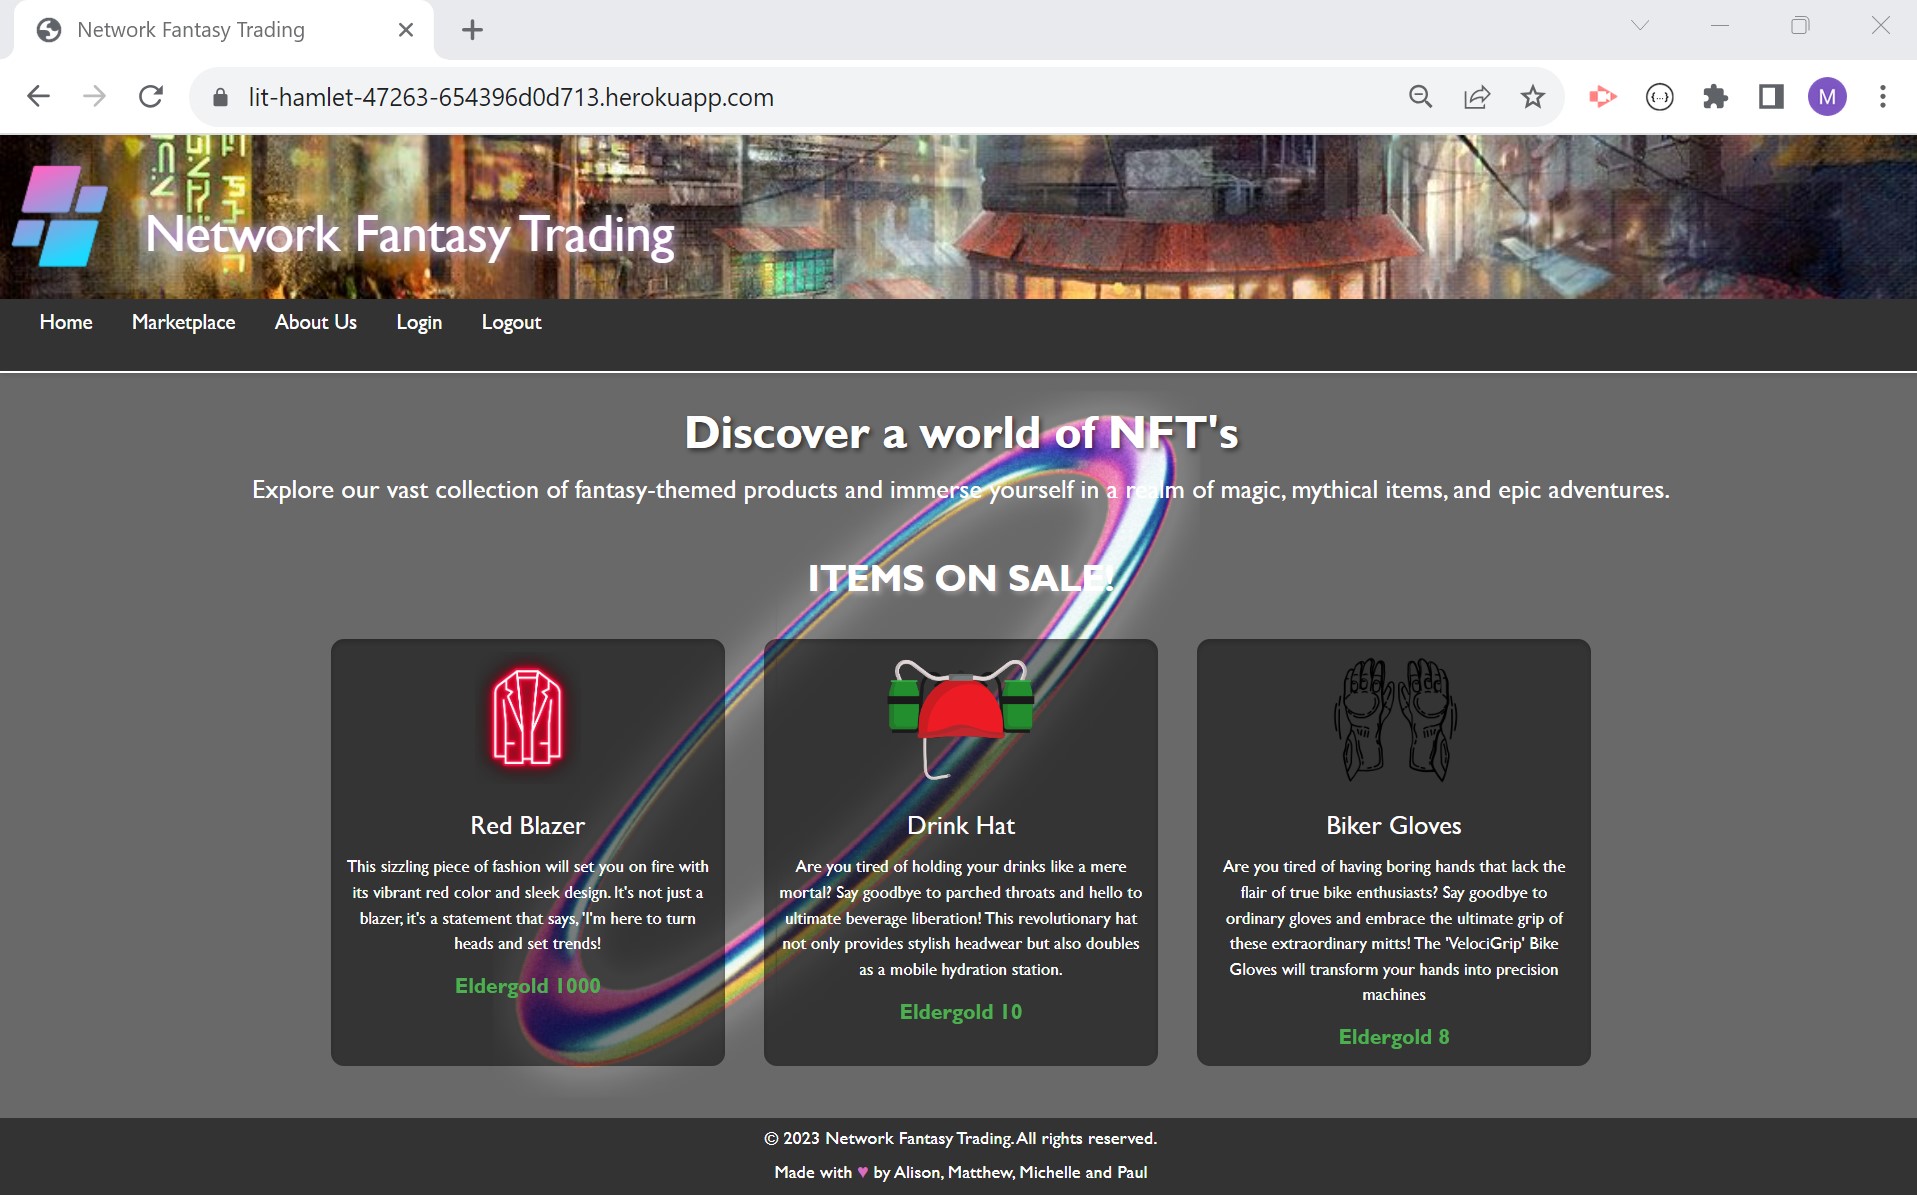 Network Fantasy Trading
lit-hamlet-47263-654396d0d713.herokuapp.com
M
Network Fantasy Trading
Home Marketplace About Us Login Logout
Discover a world of NFT's
Explore our vast collection of fantasy-themed products and immerse yourself in a realm of magic, mythical items, and epic adventures.
ITEMS ON SALE!
Red Blazer
This sizzling piece of fashion will set you on fire with
its vibrant red color and sleek design. It's not just a
blazer, it's a statement that says, 'I'm here to turn
heads and set trends!
Eldergold 1000
Drink Hat
Are you tired of holding your drinks like a mere
mortal? Say goodbye to parched throats and hello to
ultimate beverage liberation! This revolutionary hat
not only provides stylish headwear but also doubles
as a mobile hydration station.
Eldergold 10
Biker Gloves
Are you tired of having boring hands that lack the
flair of true bike enthusiasts? Say goodbye to
ordinary gloves and embrace the ultimate grip of
these extraordinary mitts! The 'VelociGrip' Bike
Gloves will transform your hands into precision
machines
Eldergold 8
© 2023 Network Fantasy Trading. All rights reserved.
Made with ♥ by Alison, Matthew, Michelle and Paul